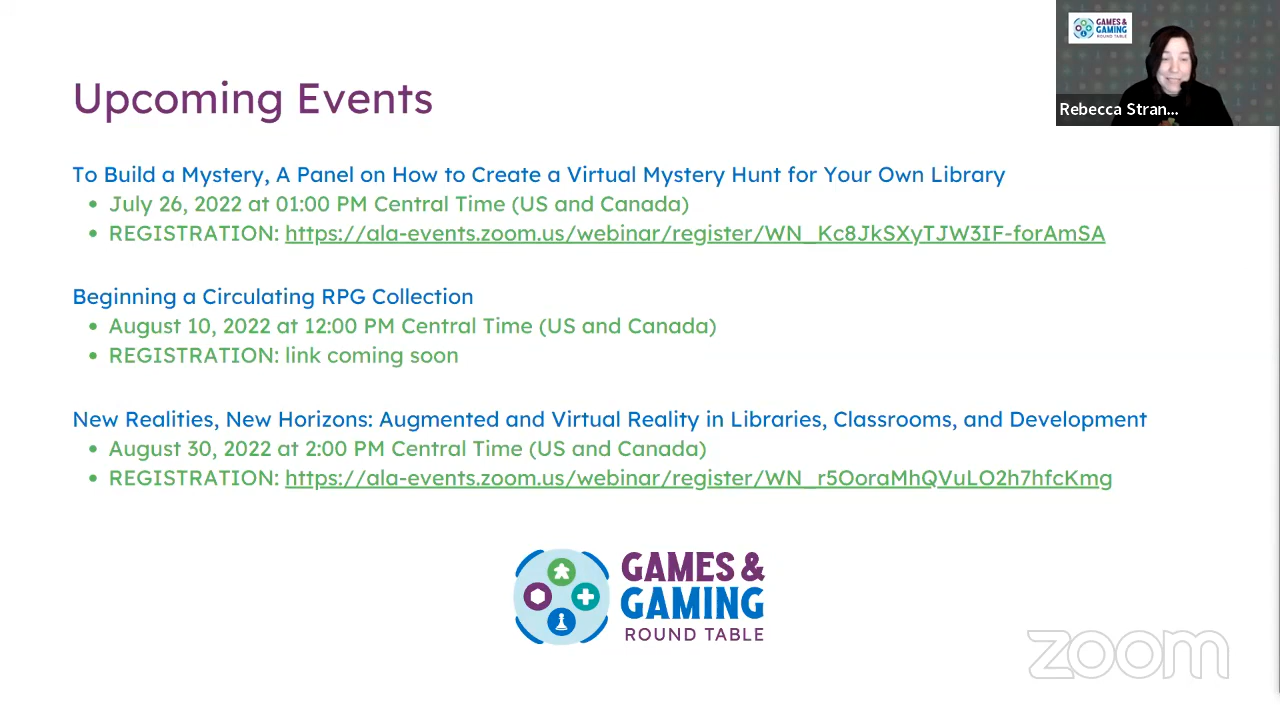 GAMES &
GAMING
ROUND TABLE
Rebecca Stran...
Upcoming Events
To Build a Mystery, A Panel on How to Create a Virtual Mystery Hunt for Your Own Library
• July 26, 2022 at 01:00 PM Central Time (US and Canada)
• REGISTRATION: https://ala-events.zoom.us/webinar/register/WN_Kc8JkSXyTJW3IF-forAmSA
Beginning a Circulating RPG Collection
• August 10, 2022 at 12:00 PM Central Time (US and Canada)
• REGISTRATION: link coming soon
New Realities, New Horizons: Augmented and Virtual Reality in Libraries, Classrooms, and Development
• August 30, 2022 at 2:00 PM Central Time (US and Canada)
• REGISTRATION: https://ala-events.zoom.us/webinar/register/WN_r5OoraMhQVuLO2h7hfcKmg
GAMES &
GAMING
ROUND TABLE
zoom